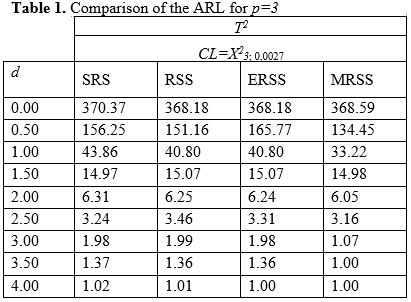 Table 1. Comparison of the ARL for p=3
T²
CL=X²3; 0,0027
d SRS RSS ERSS MRSS
0.00 370.37 368.18 368.18 368.59
0.50 156.25 151.16 165.77 134.45
1.00 43.86 40.80 40.80 33.22
1.50 14.97 15.07 15.07 14.98
2.00 6.31 6.25 6.24 6.05
2.50 3.24 3.46 3.31 3.16
3.00 1.98 1.99 1.98 1.07
3.50 1.37 1.36 1.36 1.00
4.00 1.02 1.01 1.00 1.00